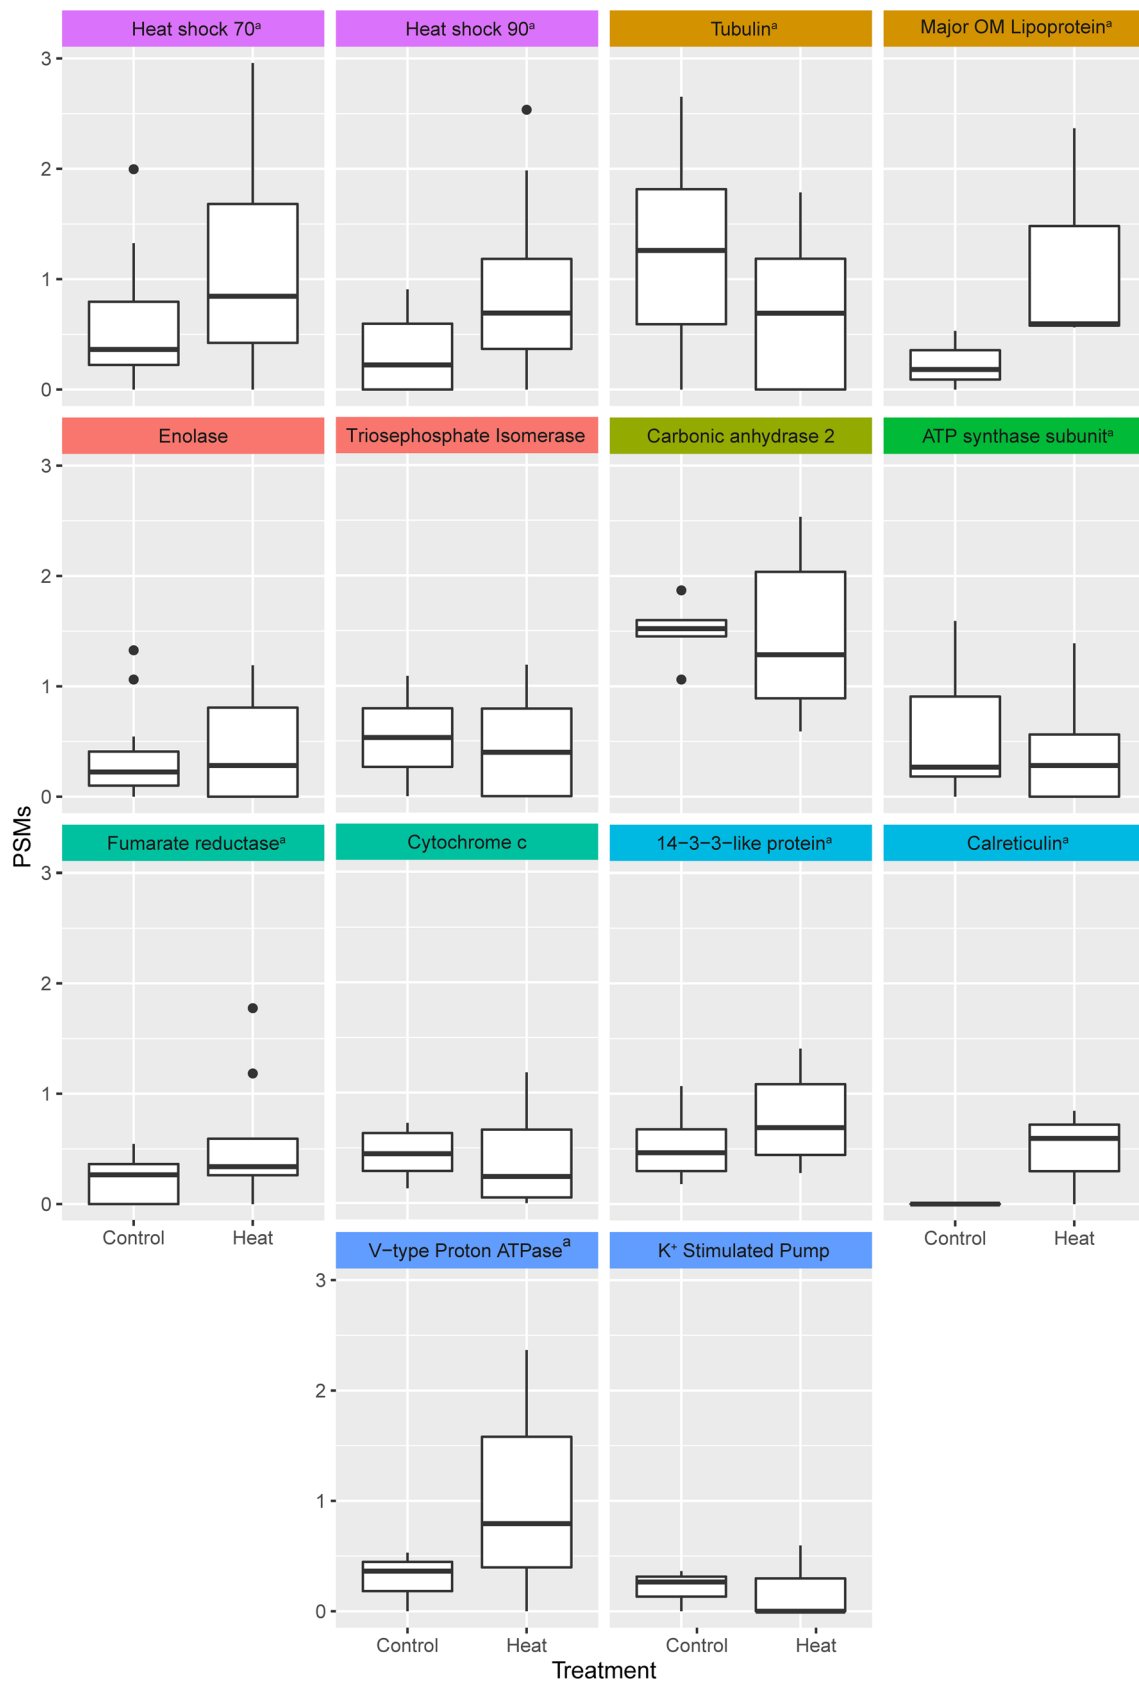 Heat shock 70ᵃ
Heat shock 90ᵃ
Tubulinᵃ
Major OM Lipoproteinᵃ
3
2
1
0
Enolase
Triosephosphate Isomerase
Carbonic anhydrase 2
ATP synthase subunitᵃ
3
2
1
0
PSMs
Fumarate reductaseᵃ
Cytochrome c
14−3−3−like proteinᵃ
Calreticulinᵃ
3
2
1
0
Control
Heat
Control
Heat
V−type Proton ATPaseᵃ
K⁺ Stimulated Pump
3
2
1
0
Control
Heat
Control
Heat
Treatment